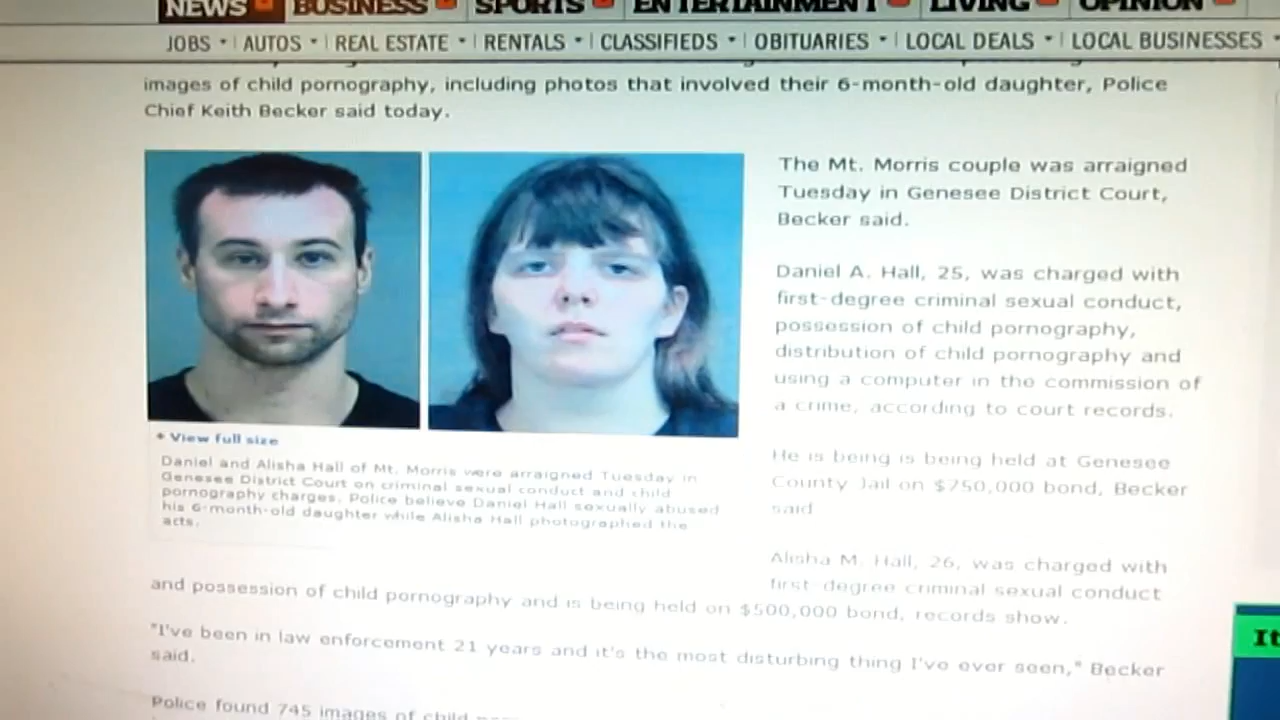 NEWS BUSINESS SPORTS ENTERTAINMENT LIVING OPINION
JOBS AUTOS REAL ESTATE RENTALS CLASSIFIEDS OBITUARIES LOCAL DEALS LOCAL BUSINESSES
images of child pornography, including photos that involved their 6-month-old daughter, Police
Chief Keith Becker said today.
The Mt. Morris couple was arraigned
Tuesday in Genesee District Court,
Becker said.
Daniel A. Hall, 25, was charged with
first-degree criminal sexual conduct,
possession of child pornography,
distribution of child pornography and
using a computer in the commission of
a crime, according to court records.
View full size
Daniel and Alisha Hall of Mt. Morris were arraigned Tuesday in
Genesee District Court on criminal sexual conduct and child
pornography charges. Police believe Daniel Hall sexually abused
his 6-month-old daughter while Alisha Hall photographed the
acts.
He is being is being held at Genesee
County Jail on $750,000 bond, Becker
said
Alisha M. Hall, 26, was charged with
first-degree criminal sexual conduct
and possession of child pornography and is being held on $500,000 bond, records show.
"I've been in law enforcement 21 years and it's the most disturbing thing I've ever seen," Becker
said.
Police found 745 images of child
It